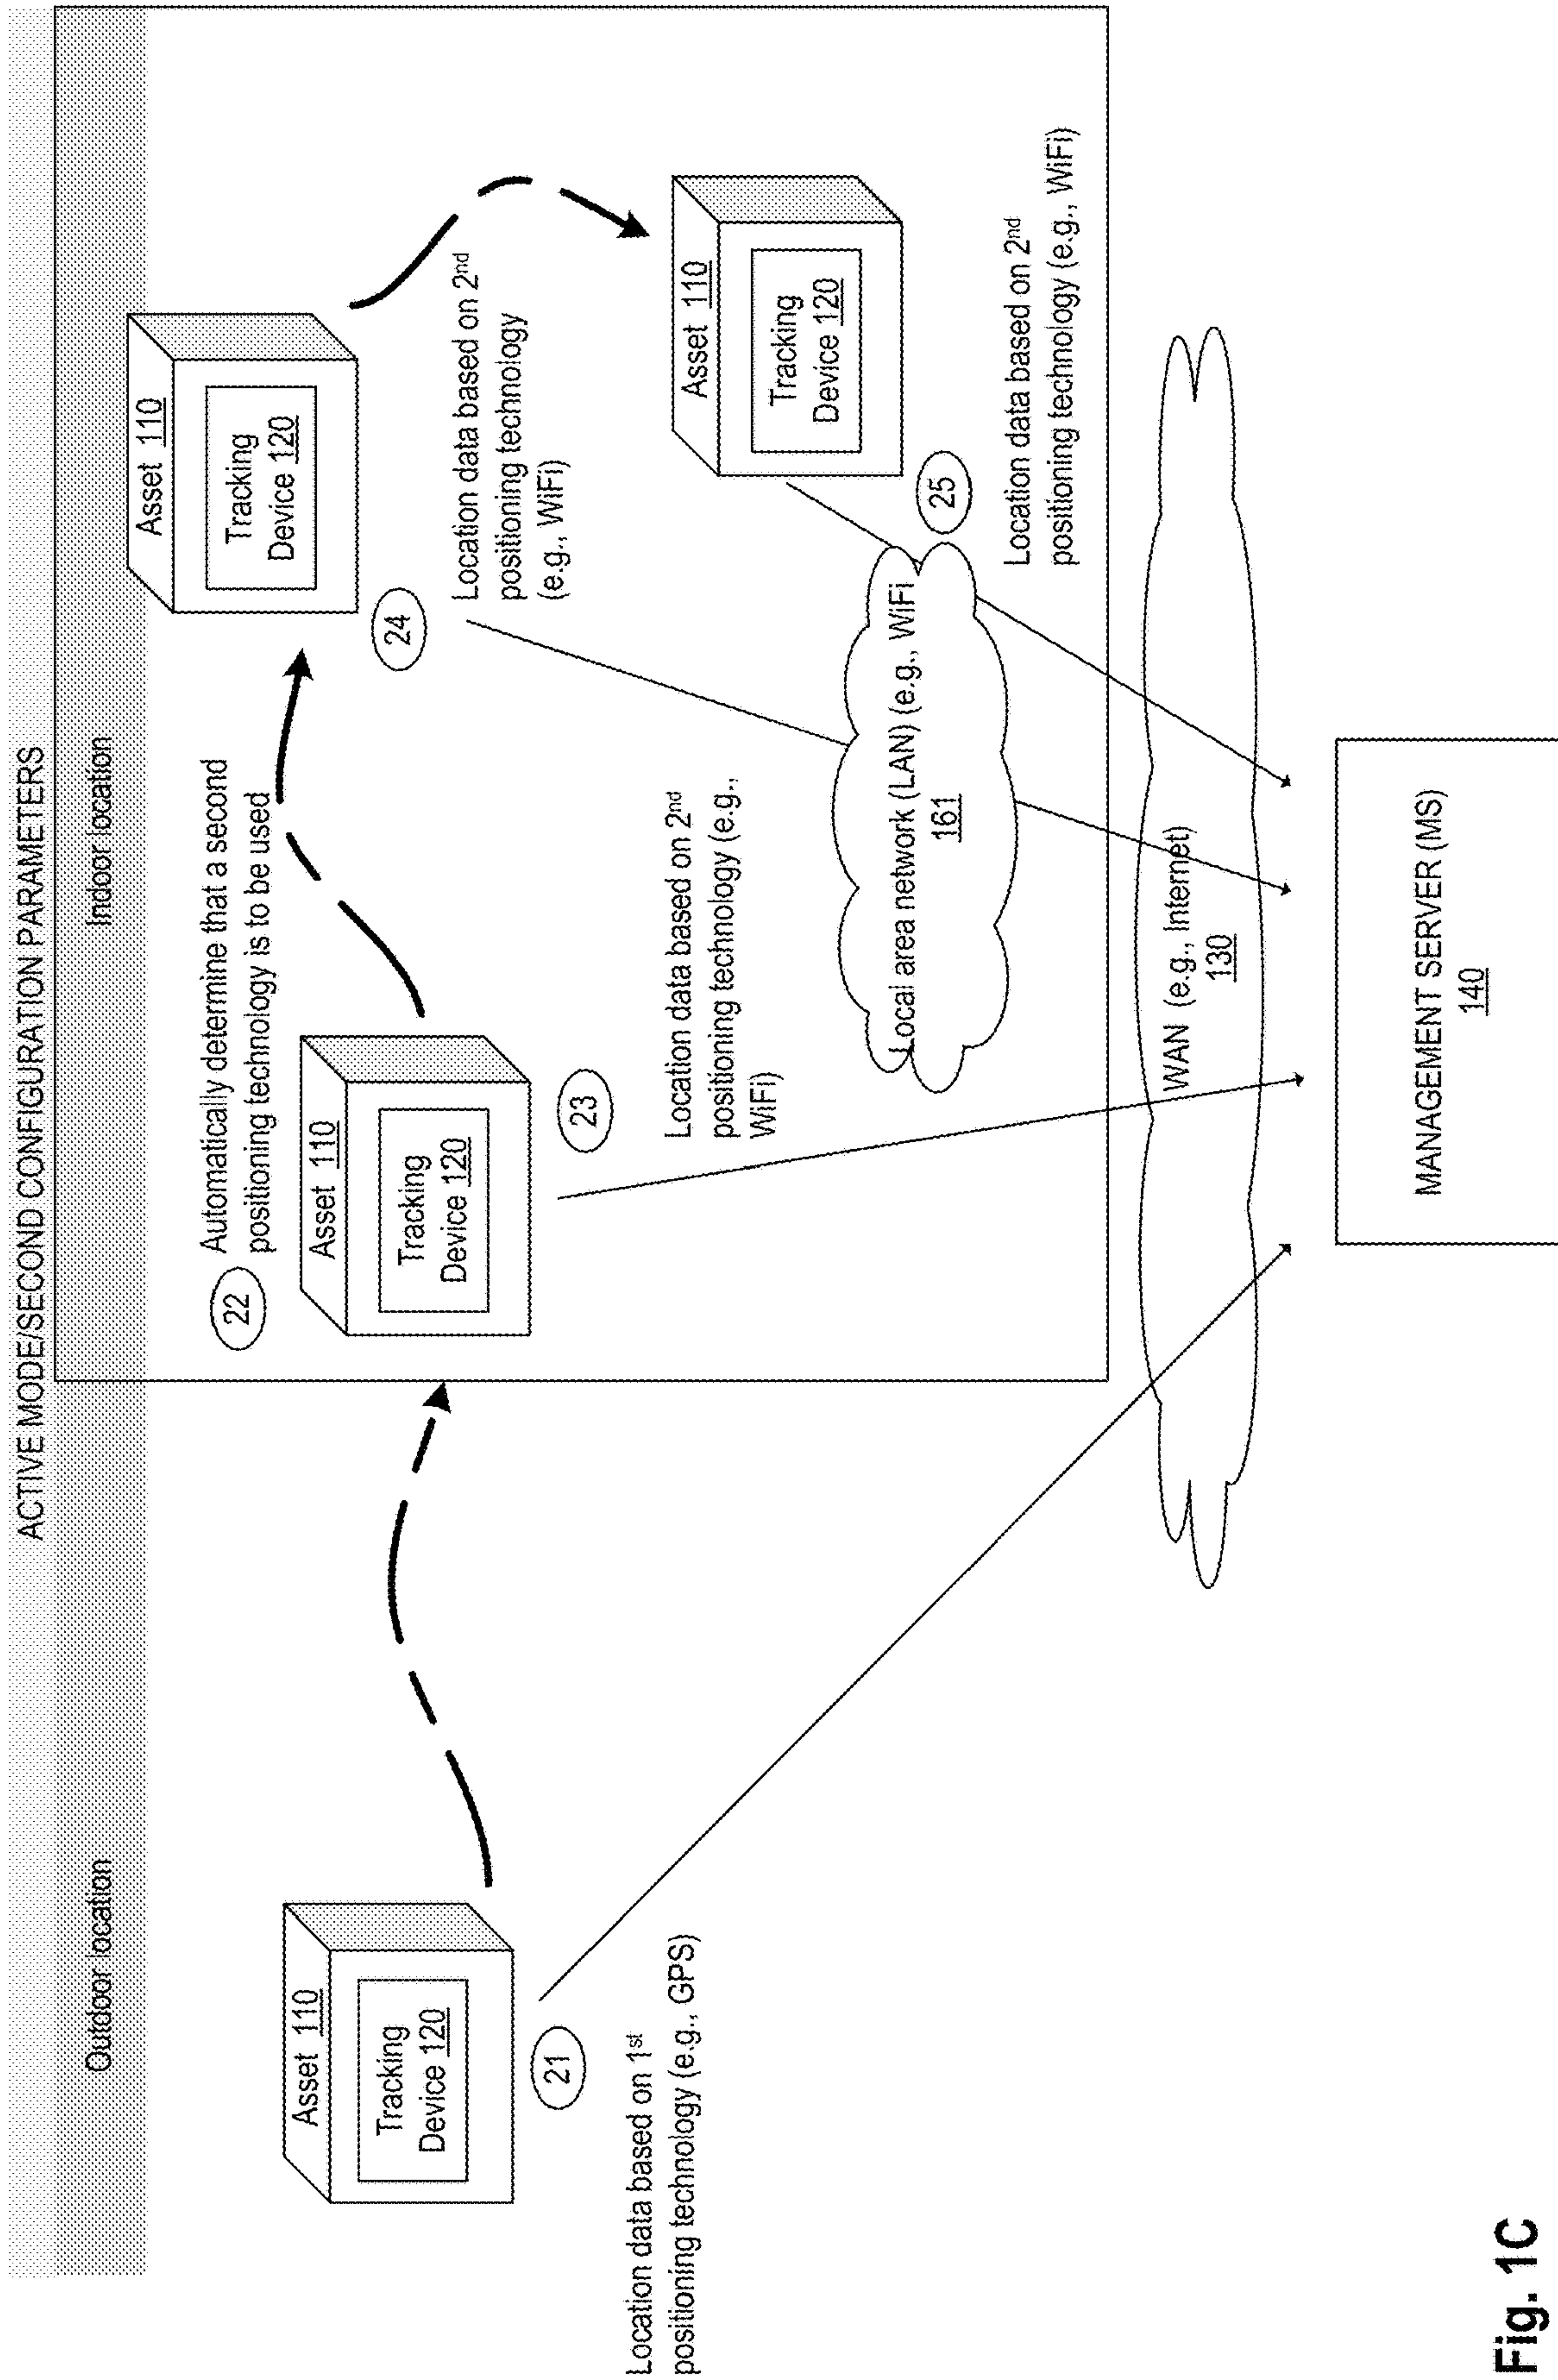 ACTIVE MODE/SECOND CONFIGURATION PARAMETERS
Outdoor location
Indoor location
Asset 110
Tracking
Device 120
21
Location data based on 1st
positioning technology (e.g., GPS)
22
Automatically determine that a second
positioning technology is to be used
Asset 110
Tracking
Device 120
23
Location data based on 2nd
positioning technology (e.g.,
WiFi)
Asset 110
Tracking
Device 120
24
Location data based on 2nd
positioning technology
(e.g., WiFi)
Asset 110
Tracking
Device 120
25
Location data based on 2nd
positioning technology (e.g., WiFi)
Local area network (LAN) (e.g., WiFi
161
WAN (e.g., Internet)
130
MANAGEMENT SERVER (MS)
140
Fig. 1C